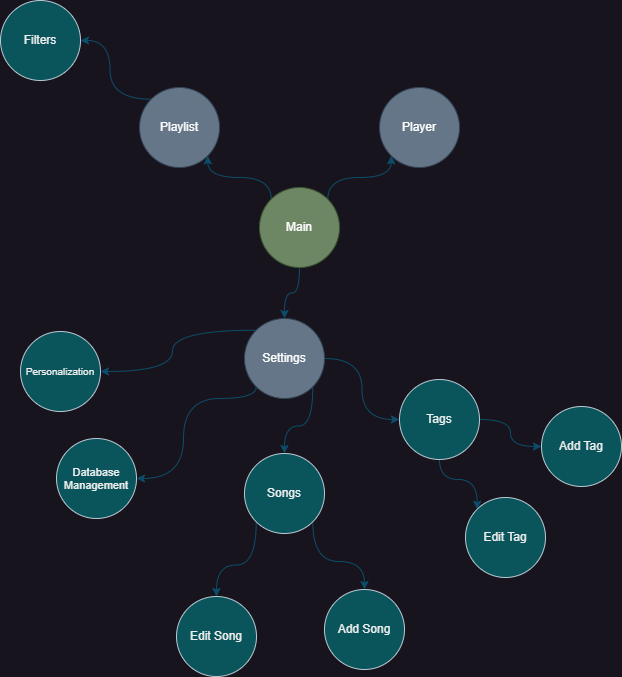 Filters
Playlist
Player
Main
Settings
Personalization
Tags
Add Tag
Database
Management
Songs
Edit Tag
Edit Song
Add Song